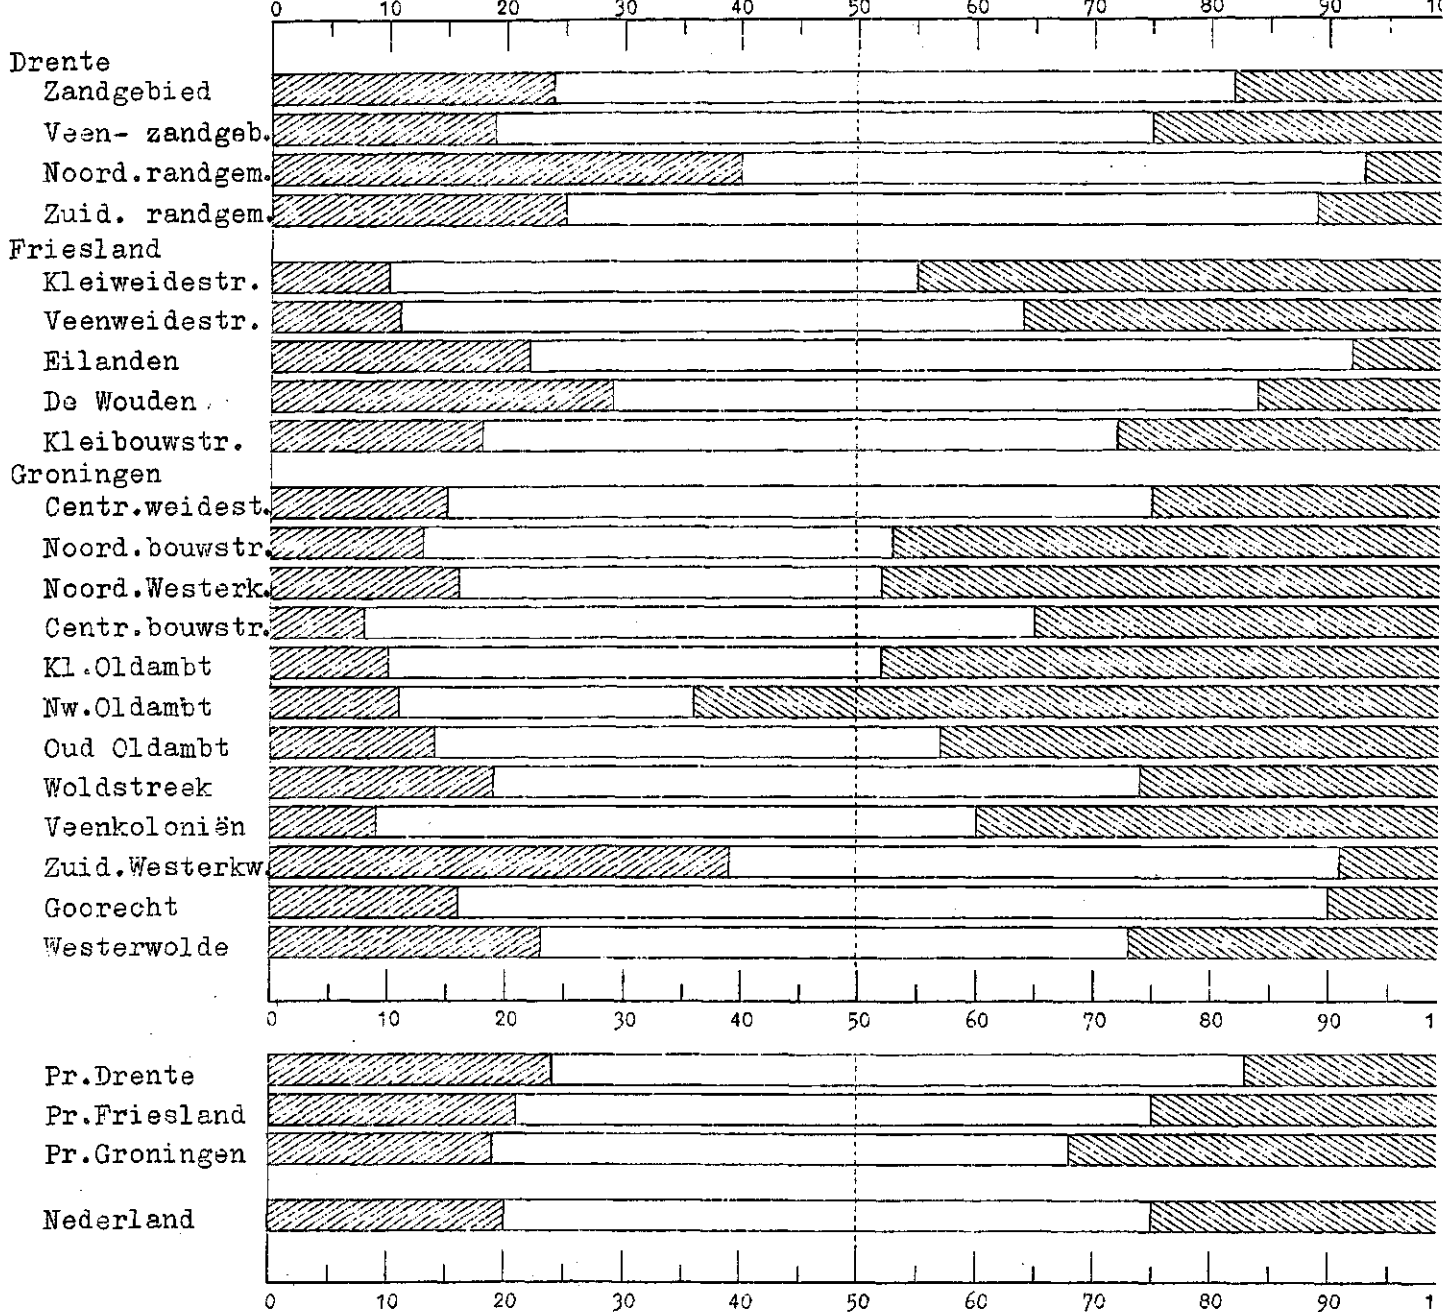 0 10 20 30 40 50 60 70 80 90 10
Drente
Zandgebied
Veen- zandgeb.
Noord.randgem.
Zuid. randgem.
Friesland
Kleiweidestr.
Veenweidestr.
Eilanden
De Wouden
Kleibouwstr.
Groningen
Centr.weidest.
Noord.bouwstr.
Noord.Westerk.
Centr.bouwstr.
Kl.Oldambt
Nw.Oldambt
Oud Oldambt
Woldstreek
Veenkoloniën
Zuid.Westerkw.
Goorecht
Westerwolde
0 10 20 30 40 50 60 70 80 90 1
Pr.Drente
Pr.Friesland
Pr.Groningen
Nederland
0 10 20 30 40 50 60 70 80 90 1